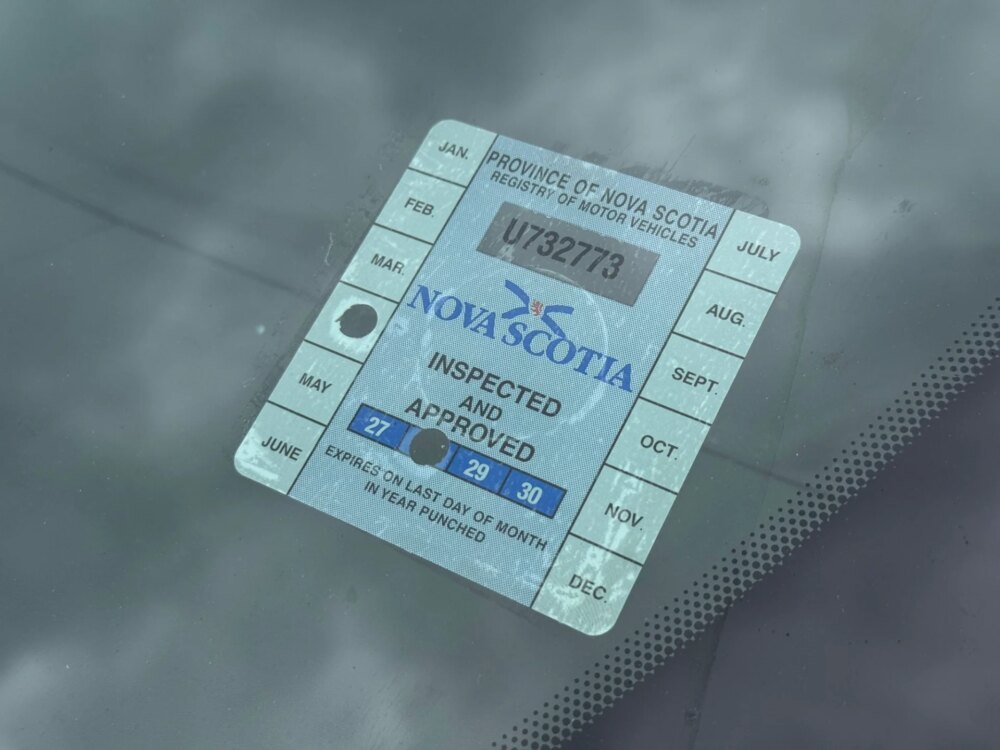 JAN.
FEB.
MAR.
MAY
JUNE
PROVINCE OF NOVA SCOTIA
REGISTRY OF MOTOR VEHICLES
U732773
NOVA SCOTIA
INSPECTED
AND
APPROVED
27 29 30
EXPIRES ON LAST DAY OF MONTH
IN YEAR PUNCHED
JULY
AUG.
SEPT.
OCT.
NOV.
DEC.